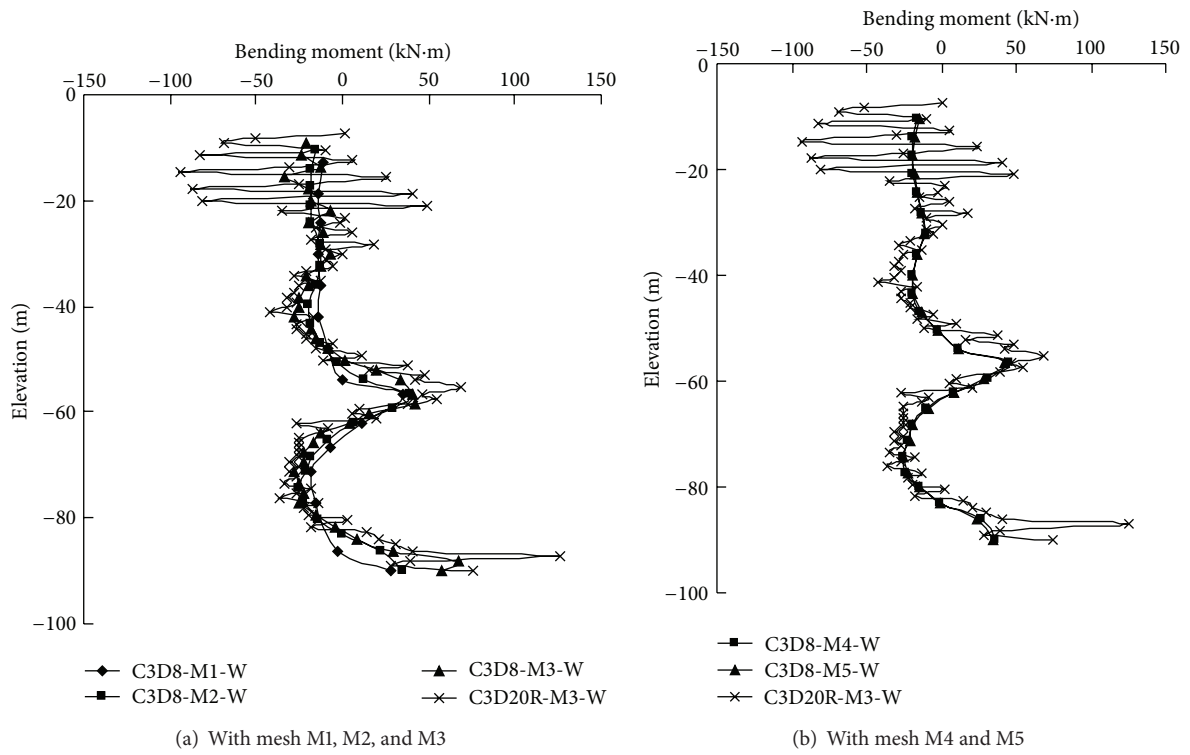 Bending moment (kN·m)
−150 −100 −50 0 50 100 150
0
−20
−40
−60
−80
−100
Elevation (m)
C3D8-M1-W
C3D8-M2-W
C3D8-M3-W
C3D20R-M3-W
(a) With mesh M1, M2, and M3
Bending moment (kN·m)
−150 −100 −50 0 50 100 150
0
−20
−40
−60
−80
−100
Elevation (m)
C3D8-M4-W
C3D8-M5-W
C3D20R-M3-W
(b) With mesh M4 and M5